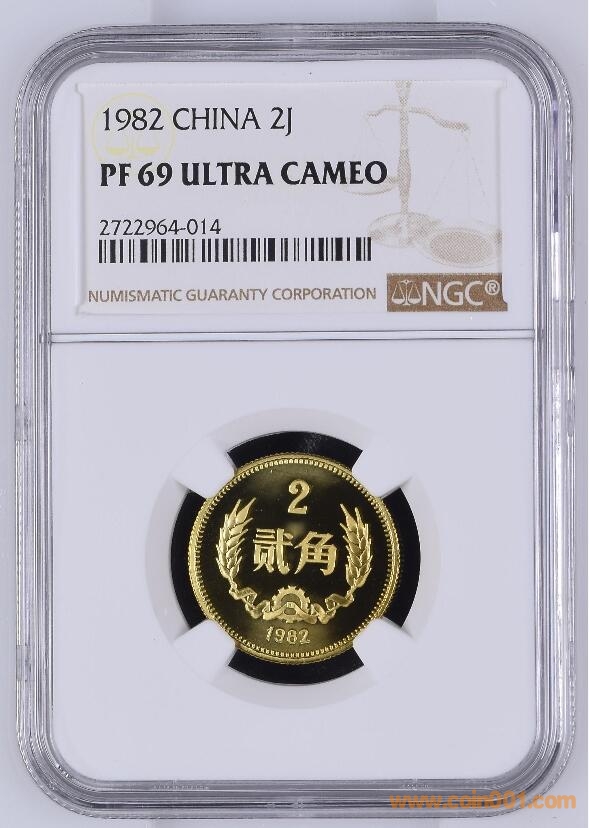 1982 CHINA 2J
PF 69 ULTRA CAMEO
2722964-014
NUMISMATIC GUARANTY CORPORATION
NGC®
2
贰角
1982
www.coin001.com